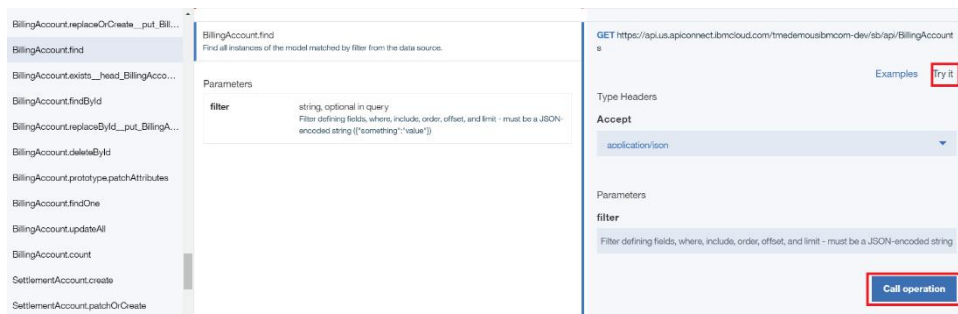 BillingAccount.replaceOrCreate__put_Bill...
BillingAccount.find
BillingAccount.exists__head_BillingAcco...
BillingAccount.findById
BillingAccount.replaceById__put_BillingA...
BillingAccount.deleteById
BillingAccount.prototype.patchAttributes
BillingAccount.findOne
BillingAccount.updateAll
BillingAccount.count
SettlementAccount.create
SettlementAccount.patchOrCreate
BillingAccount.find
Find all instances of the model matched by filter from the data source.
Parameters
filter
string, optional in query
Filter defining fields, where, include, order, offset, and limit - must be a JSON-
encoded string ({"something":"value"})
GET https://api.us.apiconnect.ibmcloud.com/tmedemousibmcom-dev/sb/api/BillingAccount
s
Examples Try it
Type Headers
Accept
application/json
Parameters
filter
Filter defining fields, where, include, order, offset, and limit - must be a JSON-encoded string
Call operation